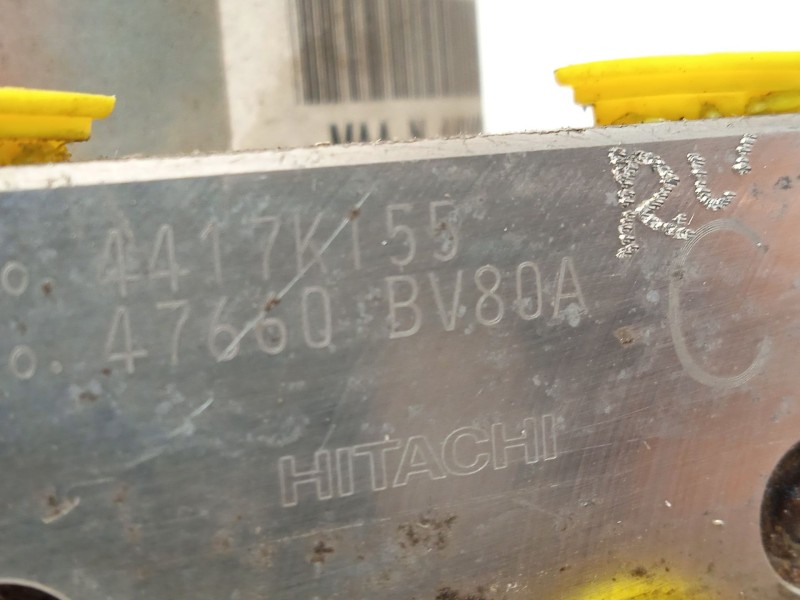 o. 4417K155
o. 47660 BV80A
HITACHI
C